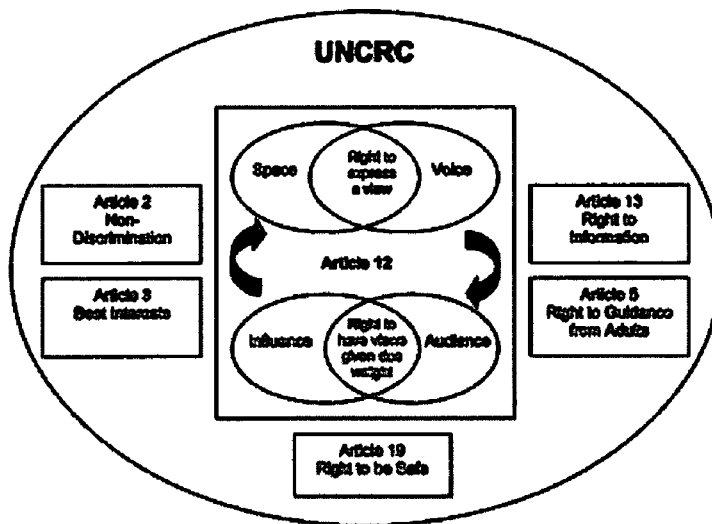 UNCRC
Space
Right to
express
a view
Voice
Article 2
Non-
Discrimination
Article 13
Right to
Information
Article 12
Article 3
Best Interests
Article 5
Right to Guidance
from Adults
Influence
Right to
have views
given due
weight
Audience
Article 19
Right to be Safe